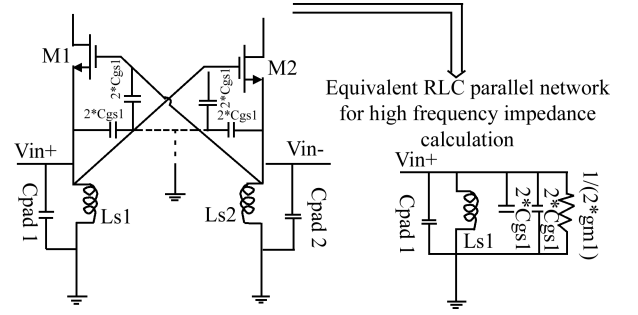 M1
M2
2*Cgs1
2*Cgs1
2*Cgs1
2*Cgs1
Vin+
Vin-
Cpad 1
Ls1
Ls2
Cpad 2
Equivalent RLC parallel network
for high frequency impedance
calculation
Vin+
Cpad 1
Ls1
2*Cgs1
2*Cgs1
1/(2*gm1)